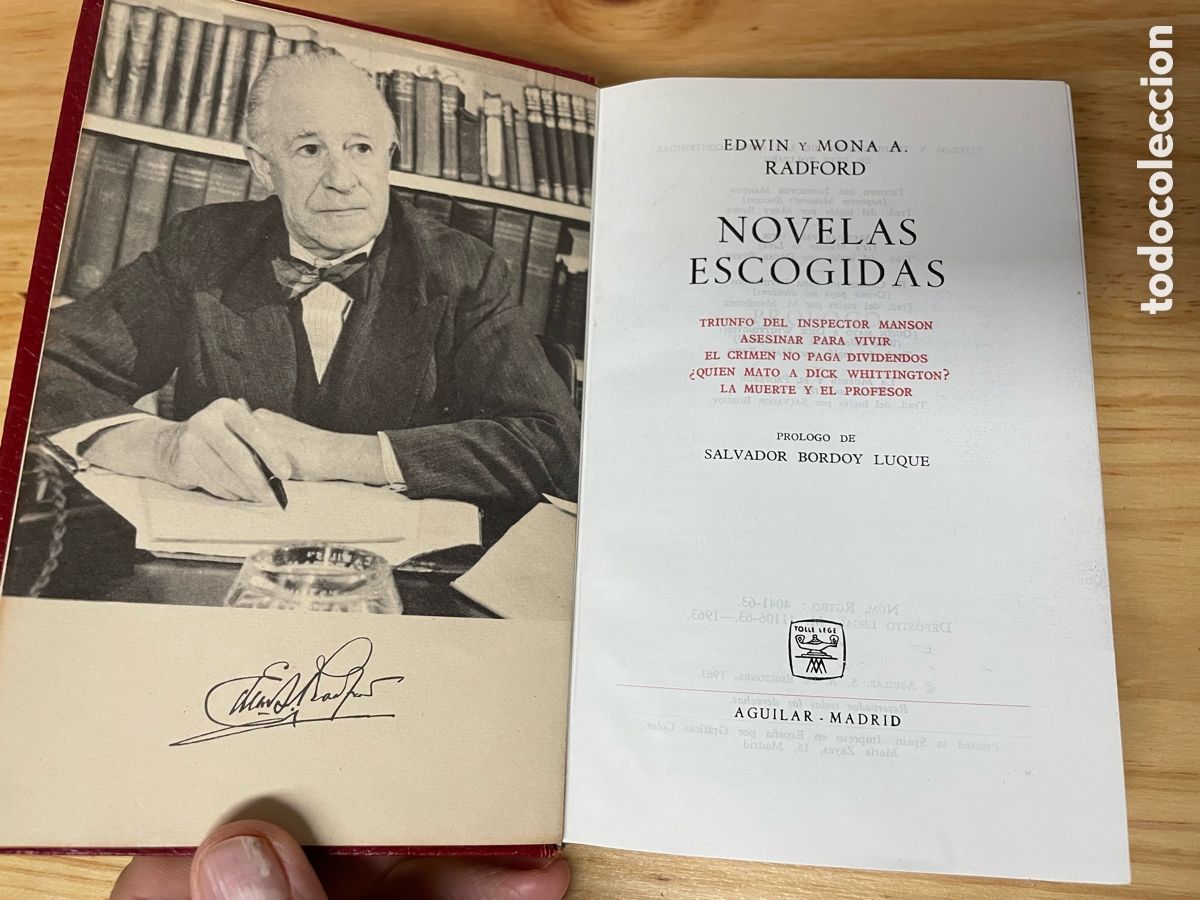 EDWIN Y MONA A.
RADFORD
NOVELAS
ESCOGIDAS
TRIUNFO DEL INSPECTOR MANSON
ASESINAR PARA VIVIR
EL CRIMEN NO PAGA DIVIDENDOS
¿QUIEN MATO A DICK WHITTINGTON?
LA MUERTE Y EL PROFESOR
PROLOGO DE
SALVADOR BORDOY LUQUE
TOLLE LEGE
AGUILAR - MADRID
todocoleccion